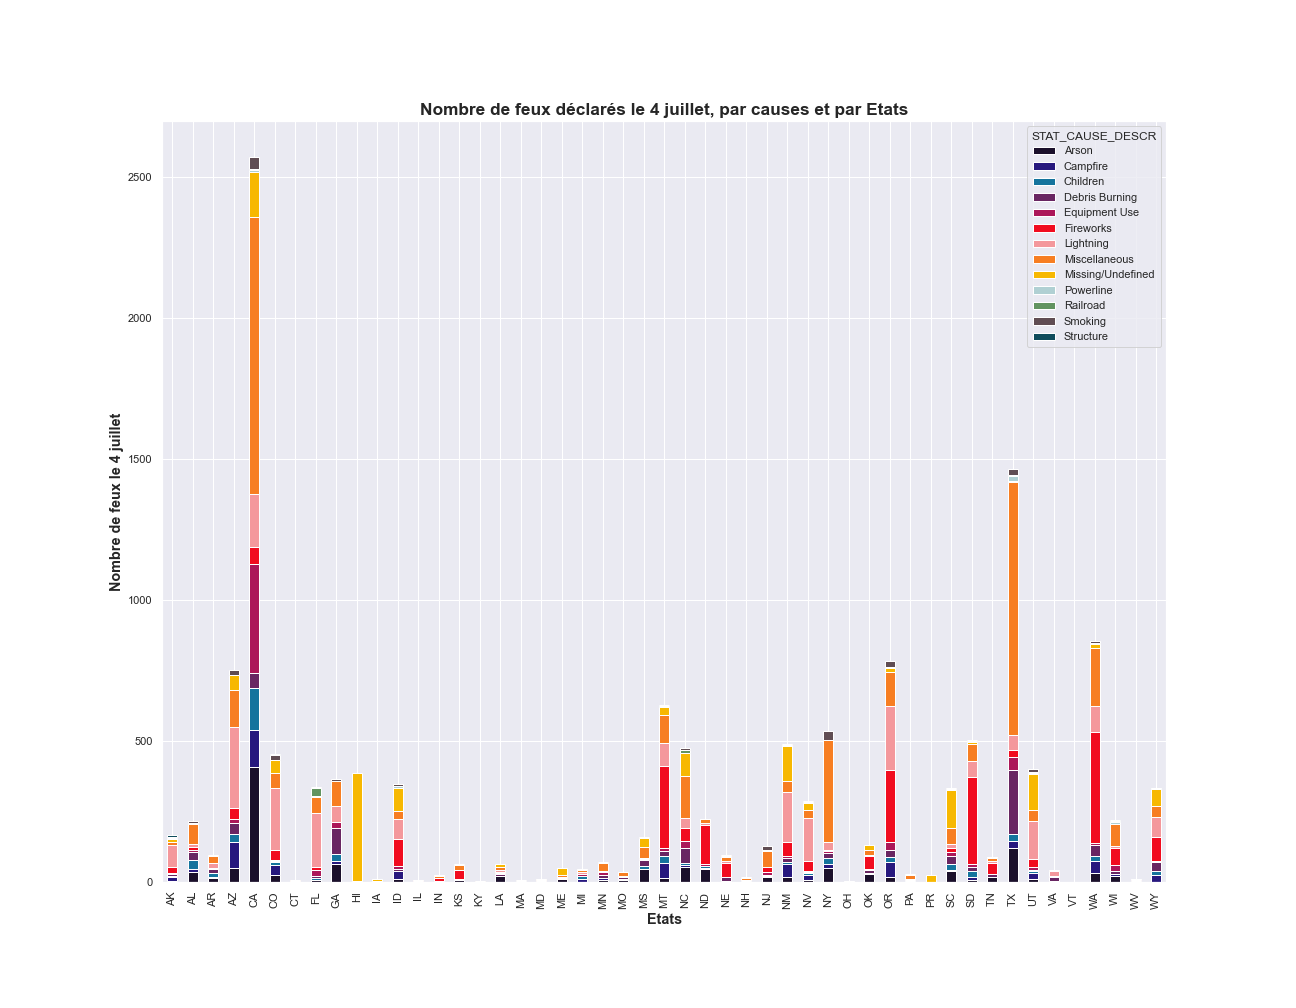 Nombre de feux déclarés le 4 juillet, par causes et par Etats
STAT_CAUSE_DESCR
Arson
Campfire
Children
Debris Burning
Equipment Use
Fireworks
Lightning
Miscellaneous
Missing/Undefined
Powerline
Railroad
Smoking
Structure
Nombre de feux le 4 juillet
2500
2000
1500
1000
500
0
AK AL AR AZ CA CO CT FL GA HI IA ID IL IN KS KY LA MA MD ME MI MN MO MS MT NC ND NE NH NJ NM NV NY OH OK OR PA PR SC SD TN TX UT VA VT WA WI WV WY
Etats